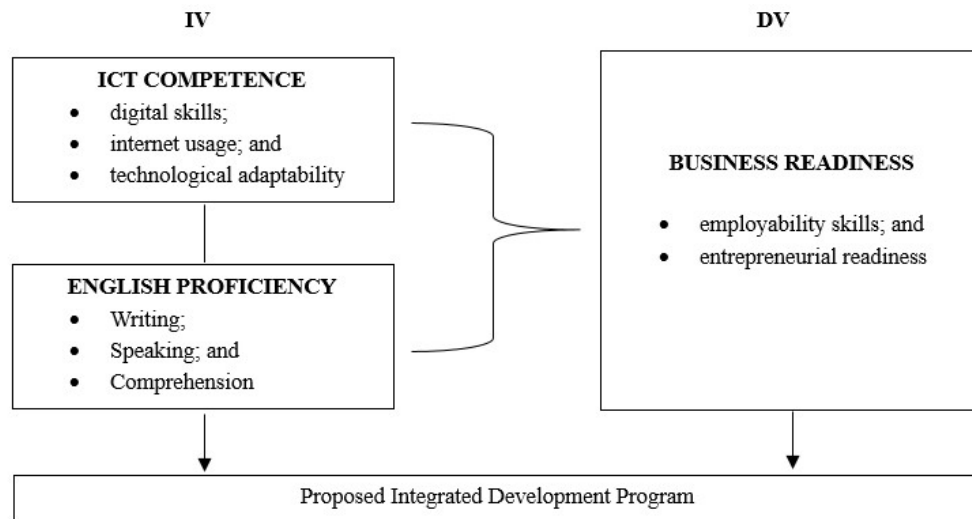 IV
DV
ICT COMPETENCE
• digital skills;
• internet usage; and
• technological adaptability
ENGLISH PROFICIENCY
• Writing;
• Speaking; and
• Comprehension
BUSINESS READINESS
• employability skills; and
• entrepreneurial readiness
Proposed Integrated Development Program